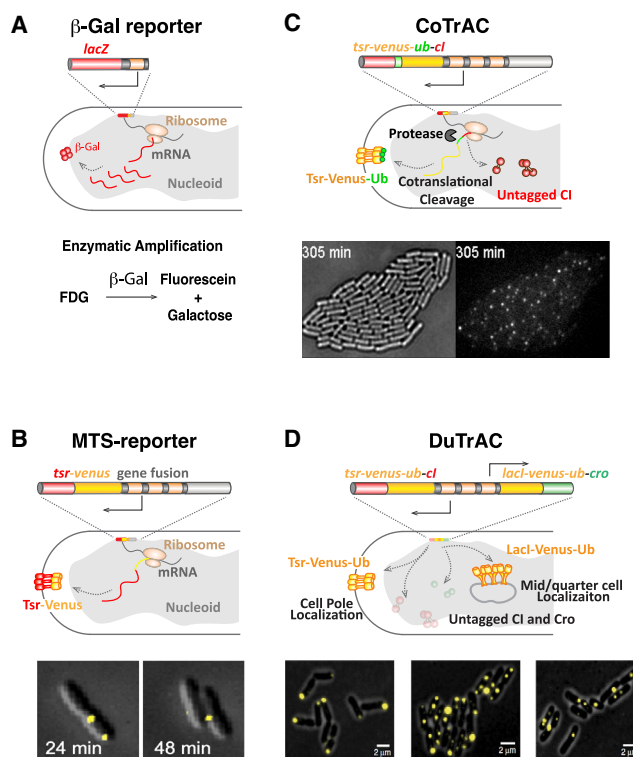 A
β-Gal reporter
lacZ
Ribosome
β-Gal
mRNA
Nucleoid
Enzymatic Amplification
FDG
β-Gal
Fluorescein
+
Galactose
B
MTS-reporter
tsr-venus gene fusion
Ribosome
mRNA
Tsr-Venus
Nucleoid
24 min
48 min
C
CoTrAC
tsr-venus-ub-cI
Protease
Tsr-Venus-Ub
Cotranslational
Cleavage
Untagged CI
305 min
305 min
D
DuTrAC
tsr-venus-ub-cI
lacI-venus-ub-cro
Tsr-Venus-Ub
LacI-Venus-Ub
Cell Pole
Localization
Mid/quarter cell
Localizaiton
Untagged CI and Cro
2 µm
2 µm
2 µm